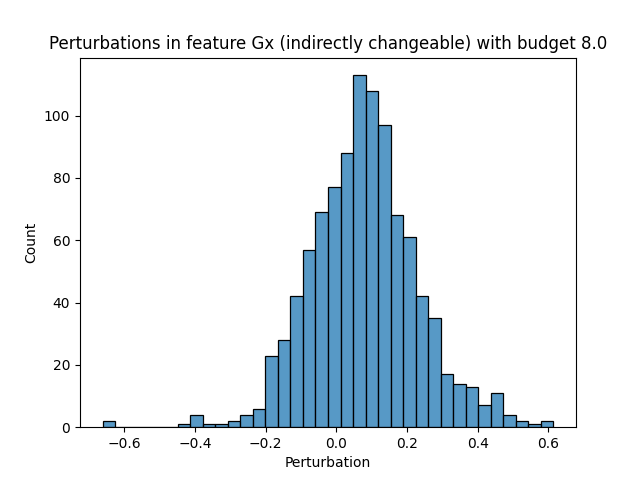 Perturbations in feature Gx (indirectly changeable) with budget 8.0
100
80
60
40
20
0
Count
−0.6 −0.4 −0.2 0.0 0.2 0.4 0.6
Perturbation